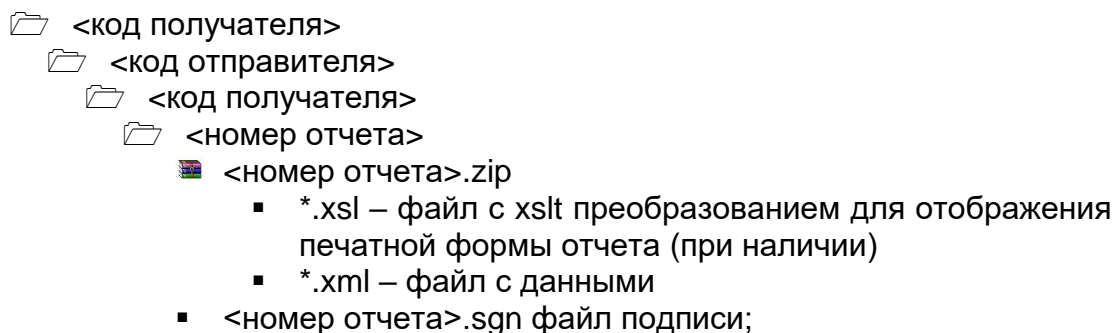 <код получателя>
<код отправителя>
<код получателя>
<номер отчета>
<номер отчета>.zip
▪ *.xsl – файл с xslt преобразованием для отображения
печатной формы отчета (при наличии)
▪ *.xml – файл с данными
▪ <номер отчета>.sgn файл подписи;